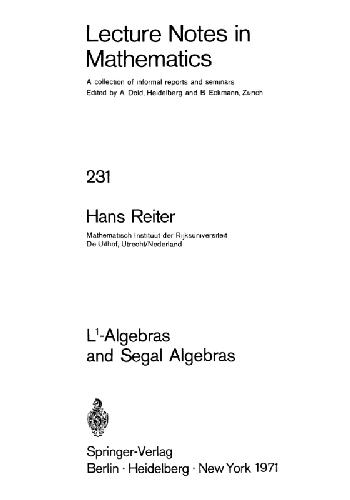 Lecture Notes in
Mathematics
A collection of informal reports and seminars
Edited by A. Dold, Heidelberg and B. Eckmann, Zürich
231
Hans Reiter
Mathematisch Instituut der Rijksuniversiteit
De Uithof, Utrecht/Nederland
L¹-Algebras
and Segal Algebras
Springer-Verlag
Berlin · Heidelberg · New York 1971